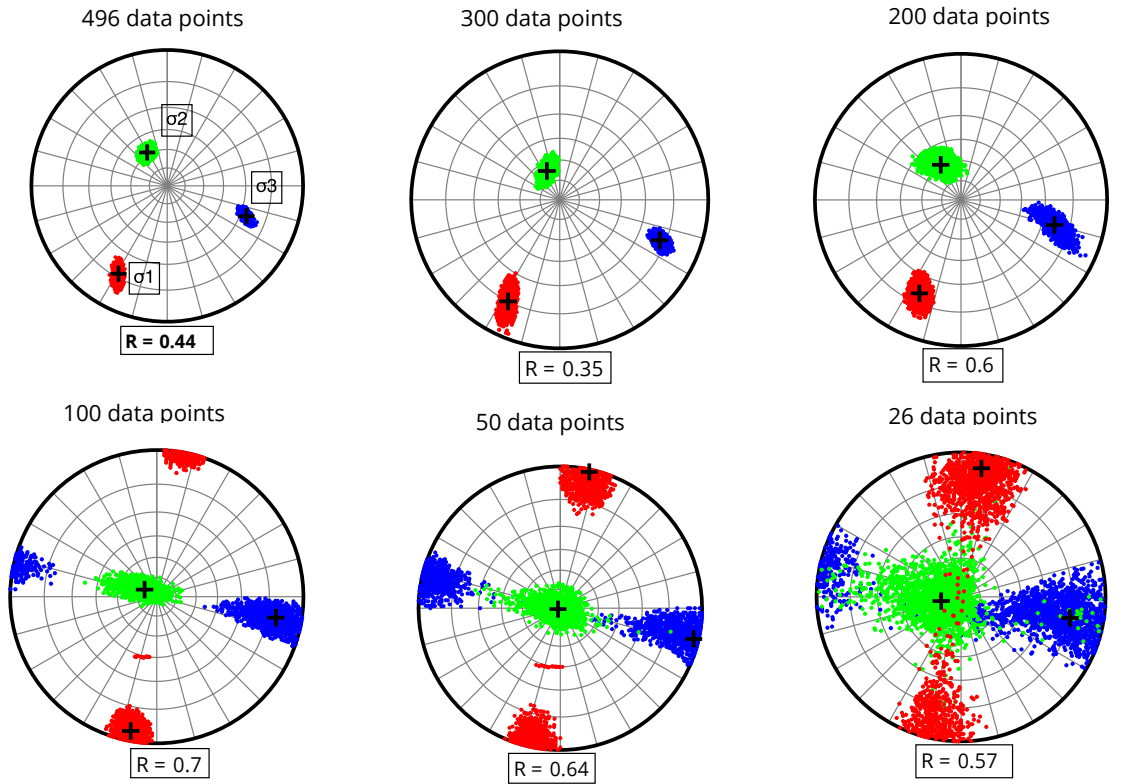 496 data points
300 data points
200 data points
σ2
σ3
σ1
R = 0.44
R = 0.35
R = 0.6
100 data points
50 data points
26 data points
R = 0.7
R = 0.64
R = 0.57